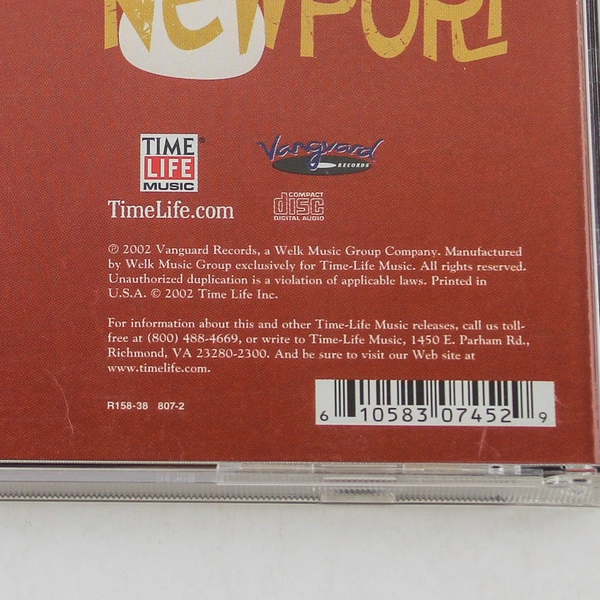 NEWPORT
TIME
LIFE
MUSIC
®
Vanguard
RECORDS
TimeLife.com
COMPACT
disc
DIGITAL AUDIO
℗ 2002 Vanguard Records, a Welk Music Group Company. Manufactured
by Welk Music Group exclusively for Time-Life Music. All rights reserved.
Unauthorized duplication is a violation of applicable laws. Printed in
U.S.A. © 2002 Time Life Inc.
For information about this and other Time-Life Music releases, call us toll-
free at (800) 488-4669, or write to Time-Life Music, 1450 E. Parham Rd.,
Richmond, VA 23280-2300. And be sure to visit our Web site at
www.timelife.com.
R158-38 807-2
6 10583 07452 9